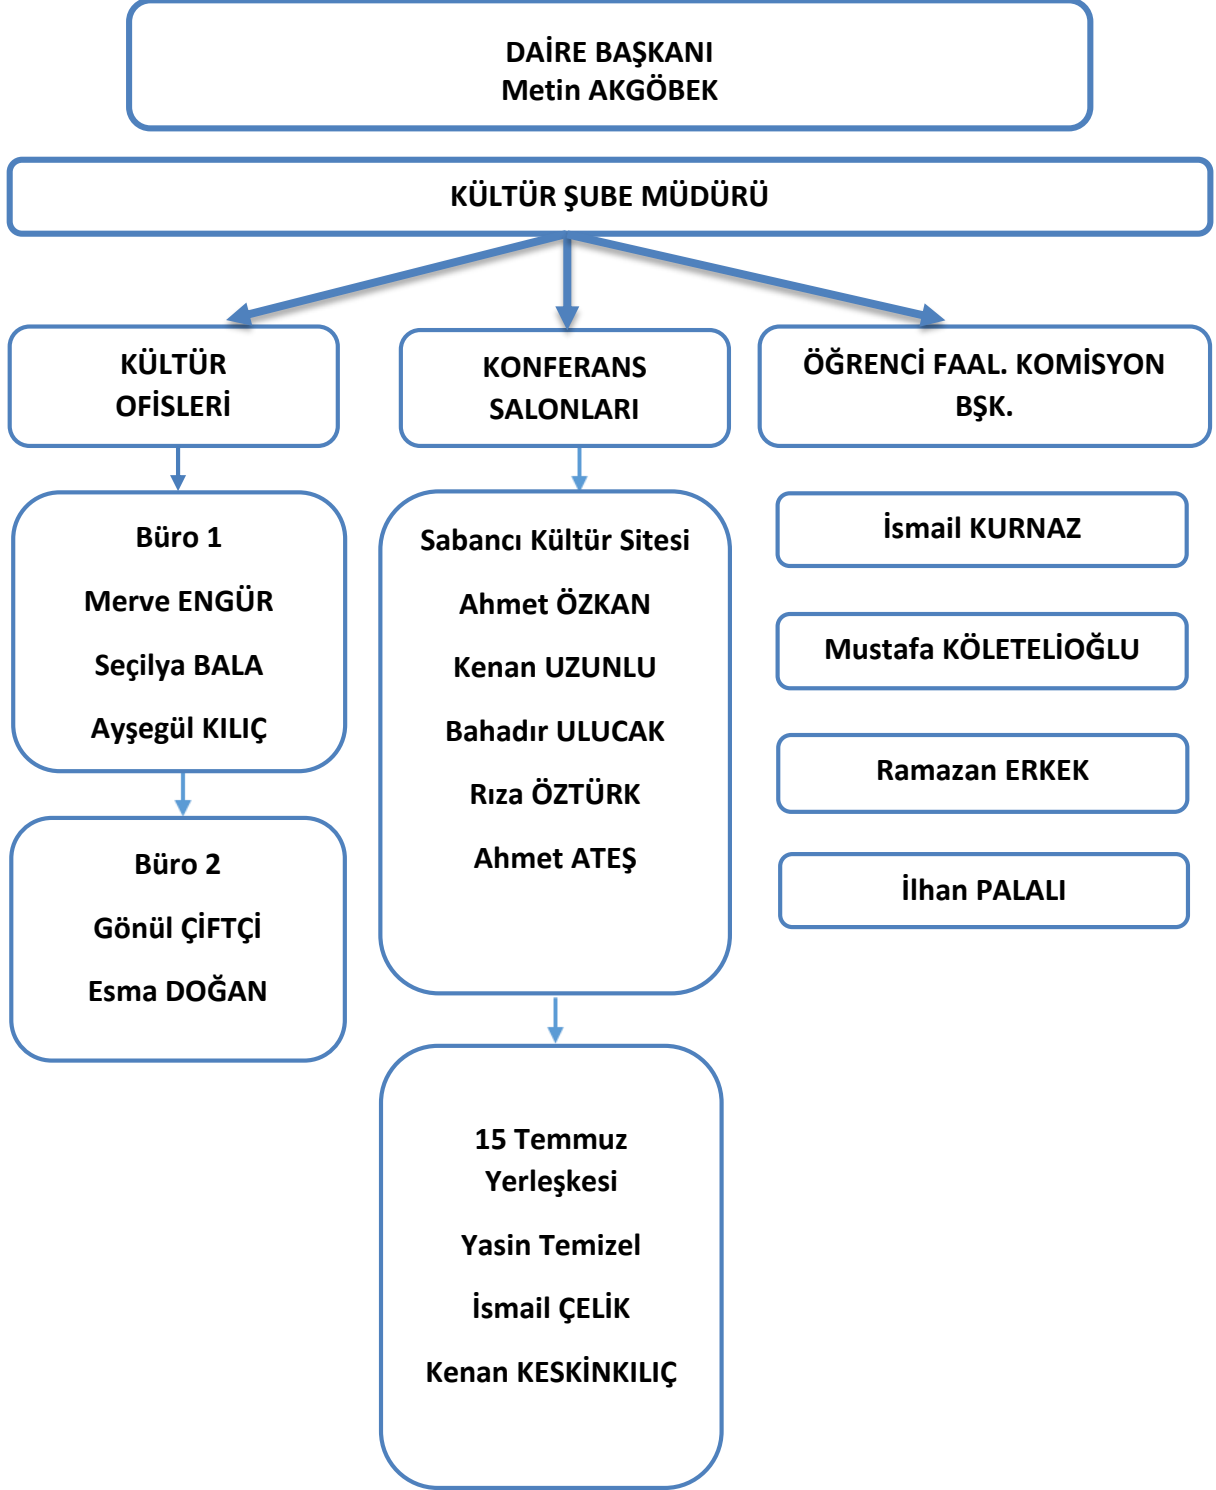 DAİRE BAŞKANI
Metin AKGÖBEK
KÜLTÜR ŞUBE MÜDÜRÜ
KÜLTÜR
OFİSLERİ
Büro 1
Merve ENGÜR
Seçilya BALA
Ayşegül KILIÇ
Büro 2
Gönül ÇİFTÇİ
Esma DOĞAN
KONFERANS
SALONLARI
Sabancı Kültür Sitesi
Ahmet ÖZKAN
Kenan UZUNLU
Bahadır ULUCAK
Rıza ÖZTÜRK
Ahmet ATEŞ
15 Temmuz
Yerleşkesi
Yasin Temizel
İsmail ÇELİK
Kenan KESKİNKILIÇ
ÖĞRENCİ FAAL. KOMİSYON
BŞK.
İsmail KURNAZ
Mustafa KÖLETELİOĞLU
Ramazan ERKEK
İlhan PALALI